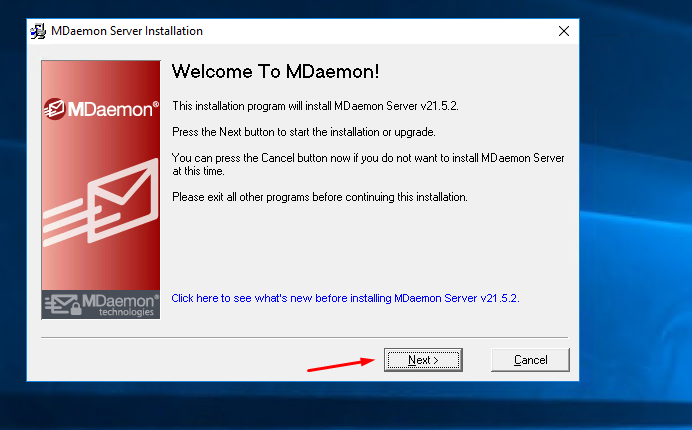 MDaemon Server Installation
MDaemon®
Welcome To MDaemon!
This installation program will install MDaemon Server v21.5.2.
Press the Next button to start the installation or upgrade.
You can press the Cancel button now if you do not want to install MDaemon Server
at this time.
Please exit all other programs before continuing this installation.
Click here to see what's new before installing MDaemon Server v21.5.2.
MDaemon®
technologies
Next >
Cancel